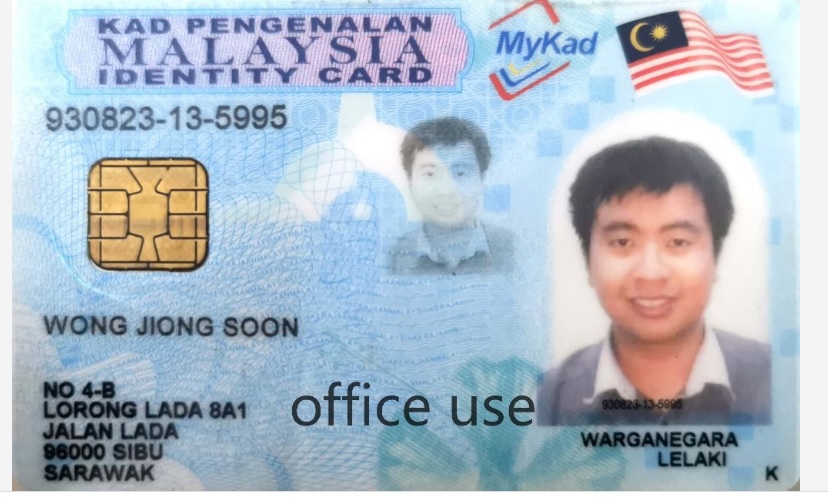 KAD PENGENALAN
MALAYSIA
IDENTITY CARD
MyKad
930823-13-5995
WONG JIONG SOON
NO 4-B
LORONG LADA 8A1
JALAN LADA
96000 SIBU
SARAWAK
office use
930823-13-5995
WARGANEGARA
LELAKI
K